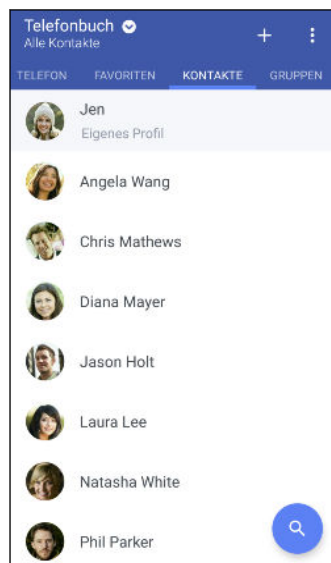 Telefonbuch
Alle Kontakte
TELEFON FAVORITEN KONTAKTE GRUPPEN
Jen
Eigenes Profil
Angela Wang
Chris Mathews
Diana Mayer
Jason Holt
Laura Lee
Natasha White
Phil Parker